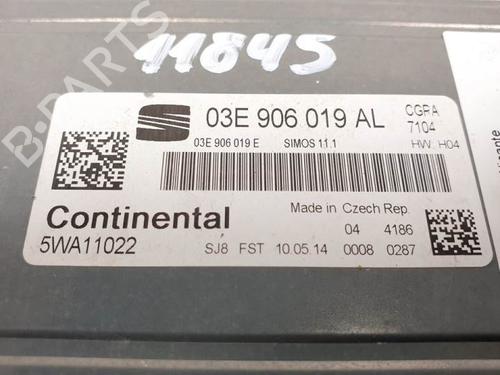 11845
B-PARTS
03E 906 019 AL
CGPA
7104
03E 906 019 E SIMOS 11.1
HW. H04
Continental
5WA11022
Made in Czech Rep.
04 4186
SJ8 FST 10.05.14 0008 0287